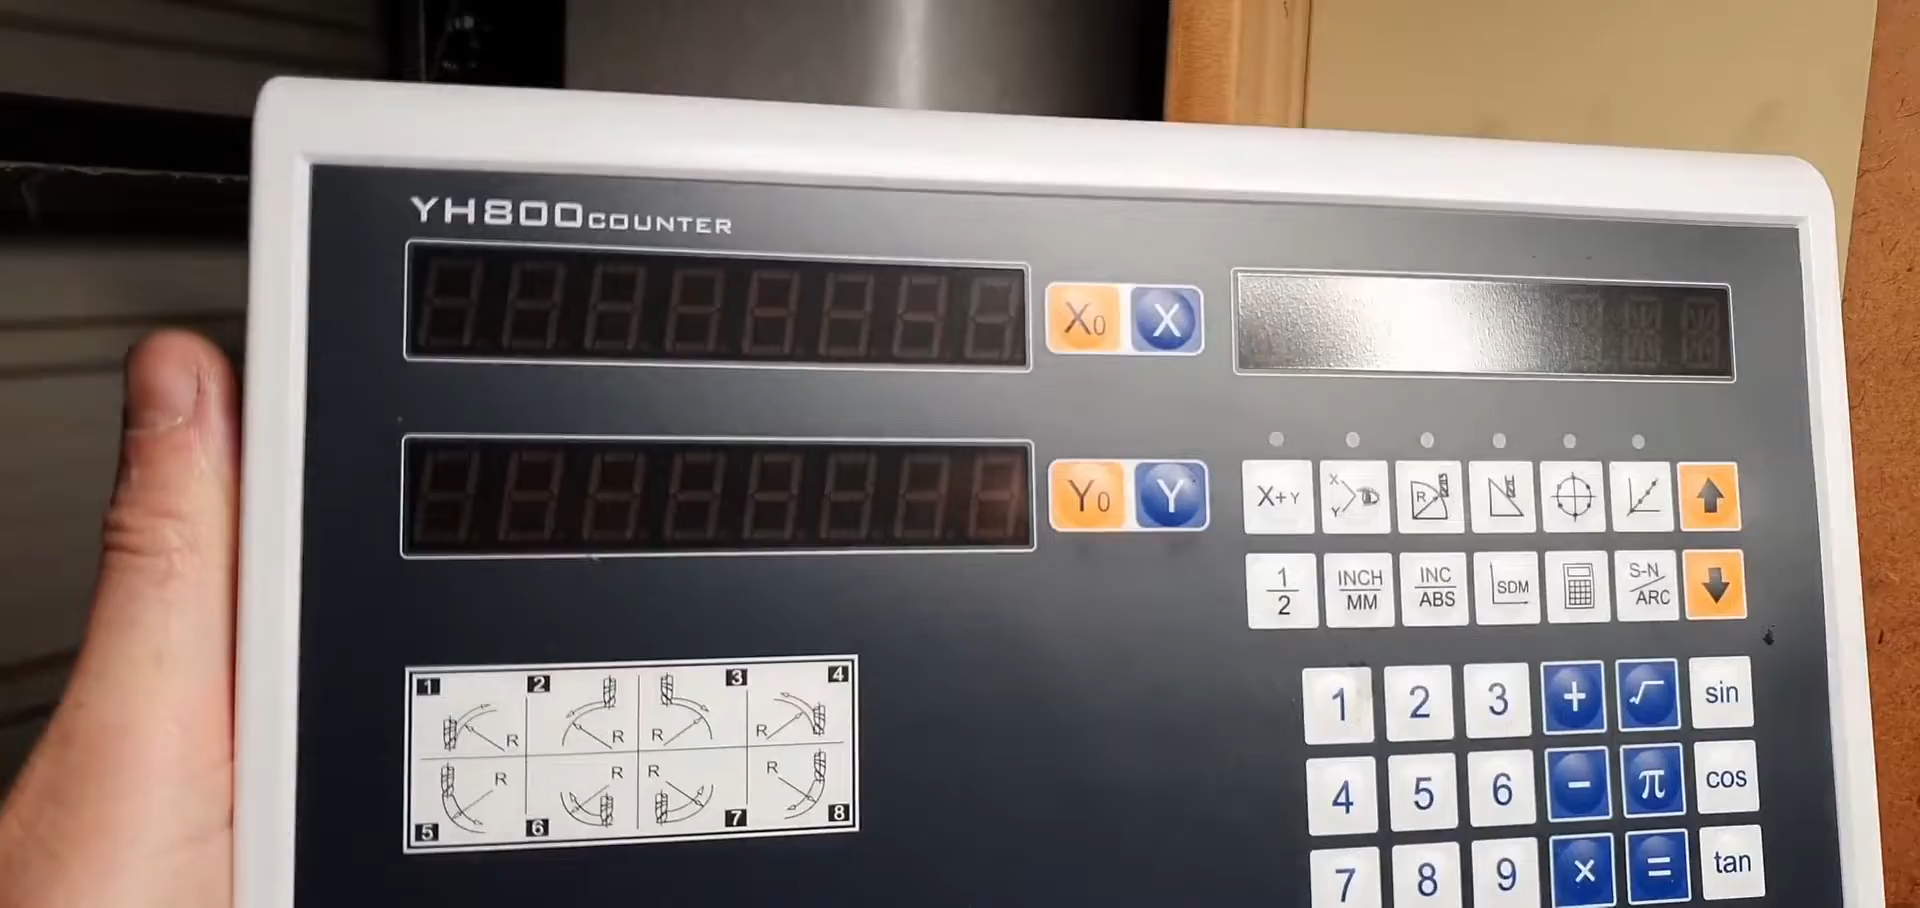 YH800COUNTER
X0 X
Y0 Y
X+Y X Y R
1/2 INCH/MM INC/ABS SDM S-N/ARC
1 2 3 4
R R R R
R R R R
5 6 7 8
1 2 3 + √ sin
4 5 6 - π cos
7 8 9 × = tan